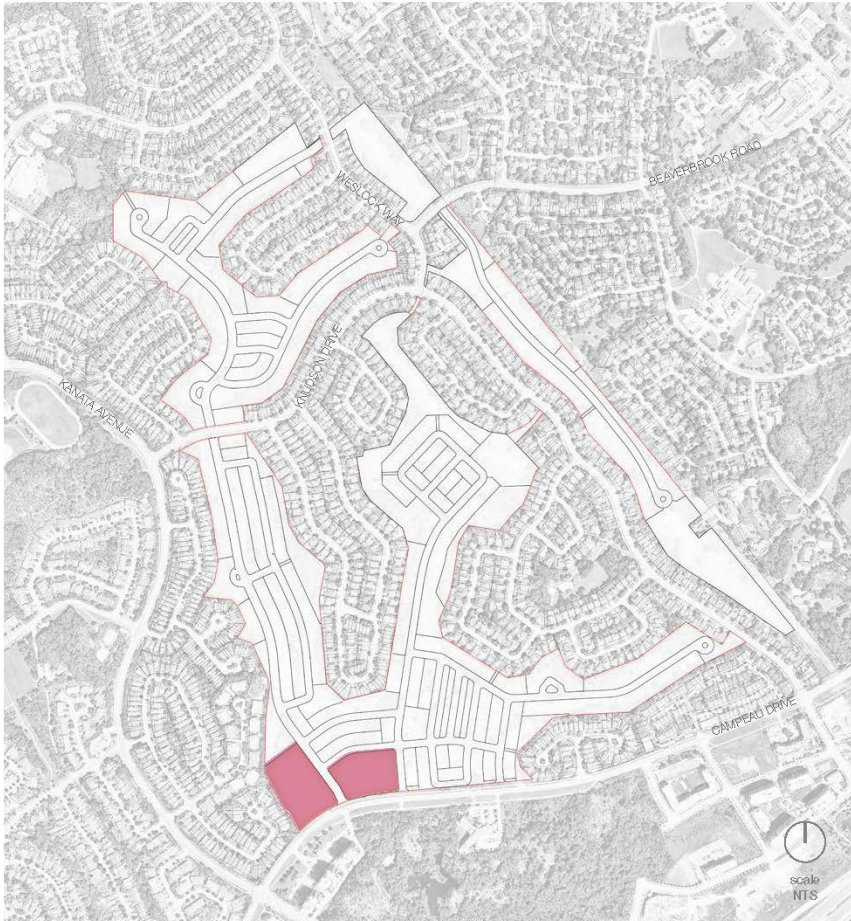 BEAVERBROOK ROAD
WESLOCK WAY
KNUDSON DRIVE
KANATA AVENUE
CAMPEAU DRIVE
scale
NTS